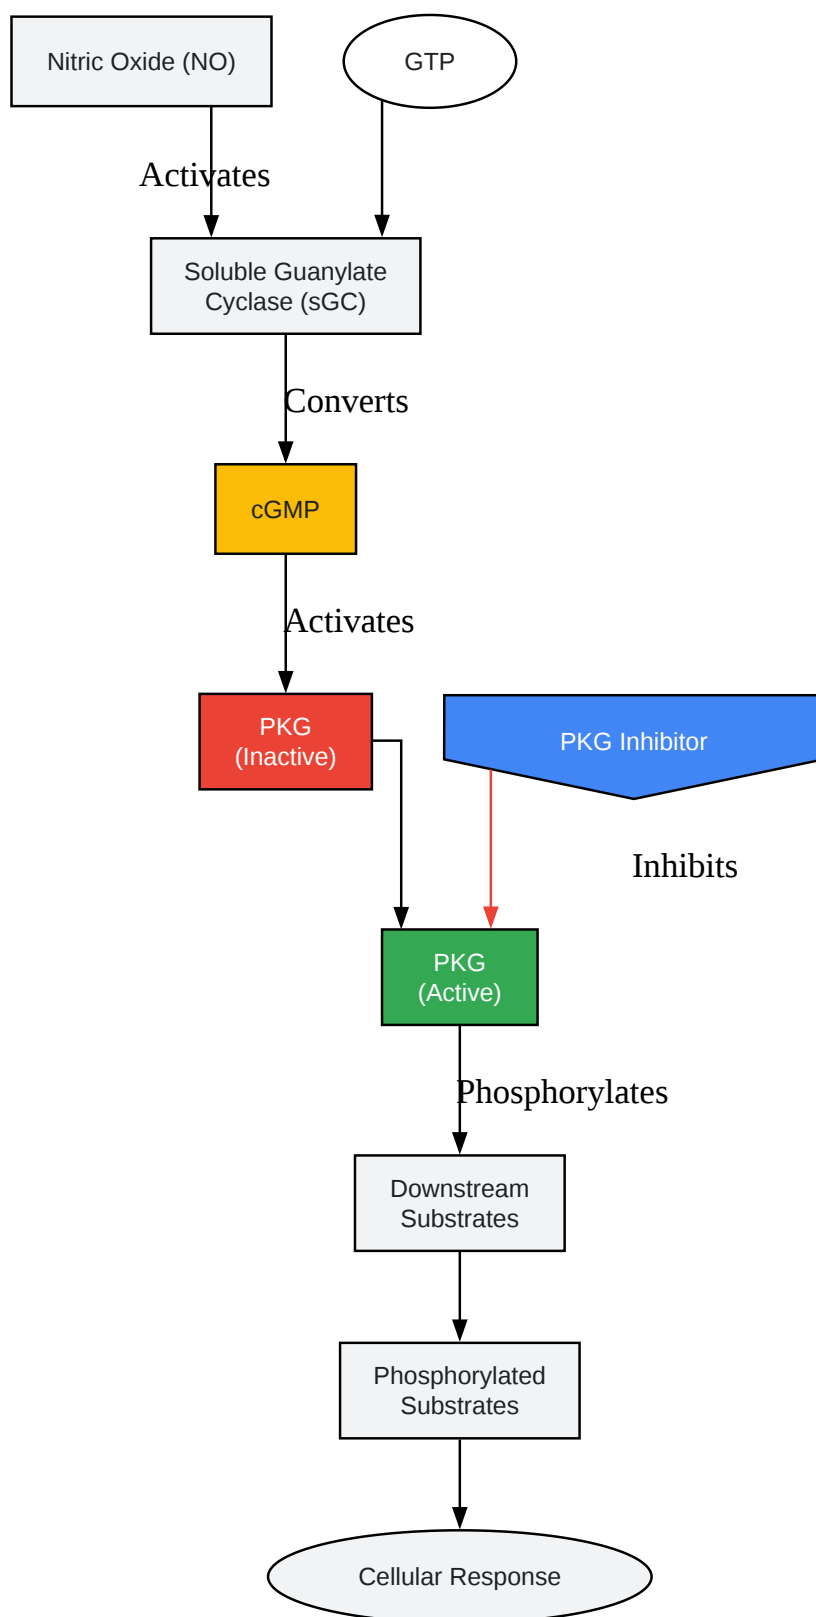 Nitric Oxide (NO)
GTP
Activates
Soluble Guanylate
Cyclase (sGC)
Converts
cGMP
Activates
PKG
(Inactive)
PKG Inhibitor
Inhibits
PKG
(Active)
Phosphorylates
Downstream
Substrates
Phosphorylated
Substrates
Cellular Response